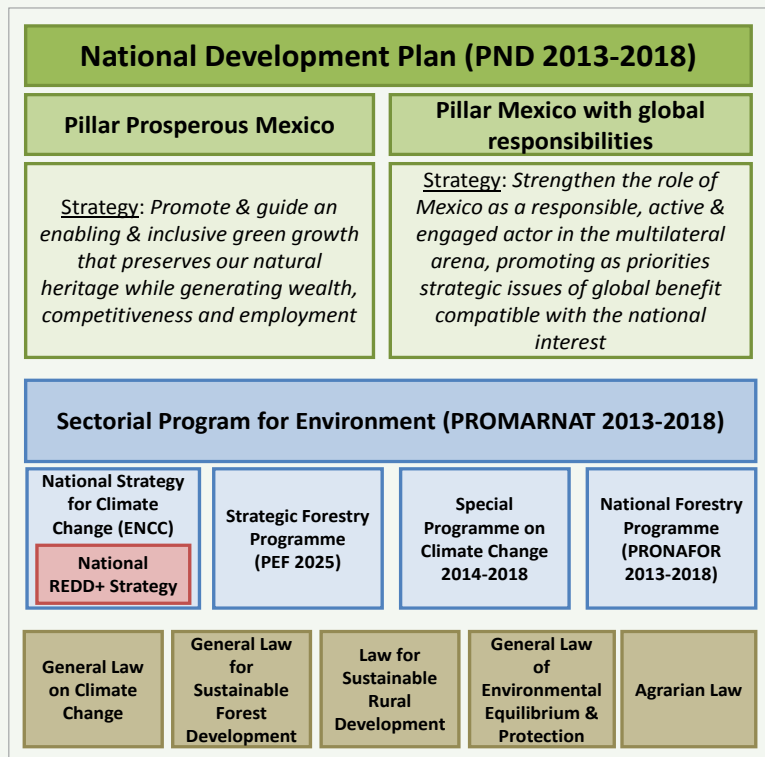 National Development Plan (PND 2013-2018)
Pillar Prosperous Mexico
Pillar Mexico with global
responsibilities
Strategy: Promote & guide an
enabling & inclusive green growth
that preserves our natural
heritage while generating wealth,
competitiveness and employment
Strategy: Strengthen the role of
Mexico as a responsible, active &
engaged actor in the multilateral
arena, promoting as priorities
strategic issues of global benefit
compatible with the national
interest
Sectorial Program for Environment (PROMARNAT 2013-2018)
National Strategy
for Climate
Change (ENCC)
National
REDD+ Strategy
Strategic Forestry
Programme
(PEF 2025)
Special
Programme on
Climate Change
2014-2018
National Forestry
Programme
(PRONAFOR
2013-2018)
General Law
on Climate
Change
General Law
for
Sustainable
Forest
Development
Law for
Sustainable
Rural
Development
General Law
of
Environmental
Equilibrium &
Protection
Agrarian Law